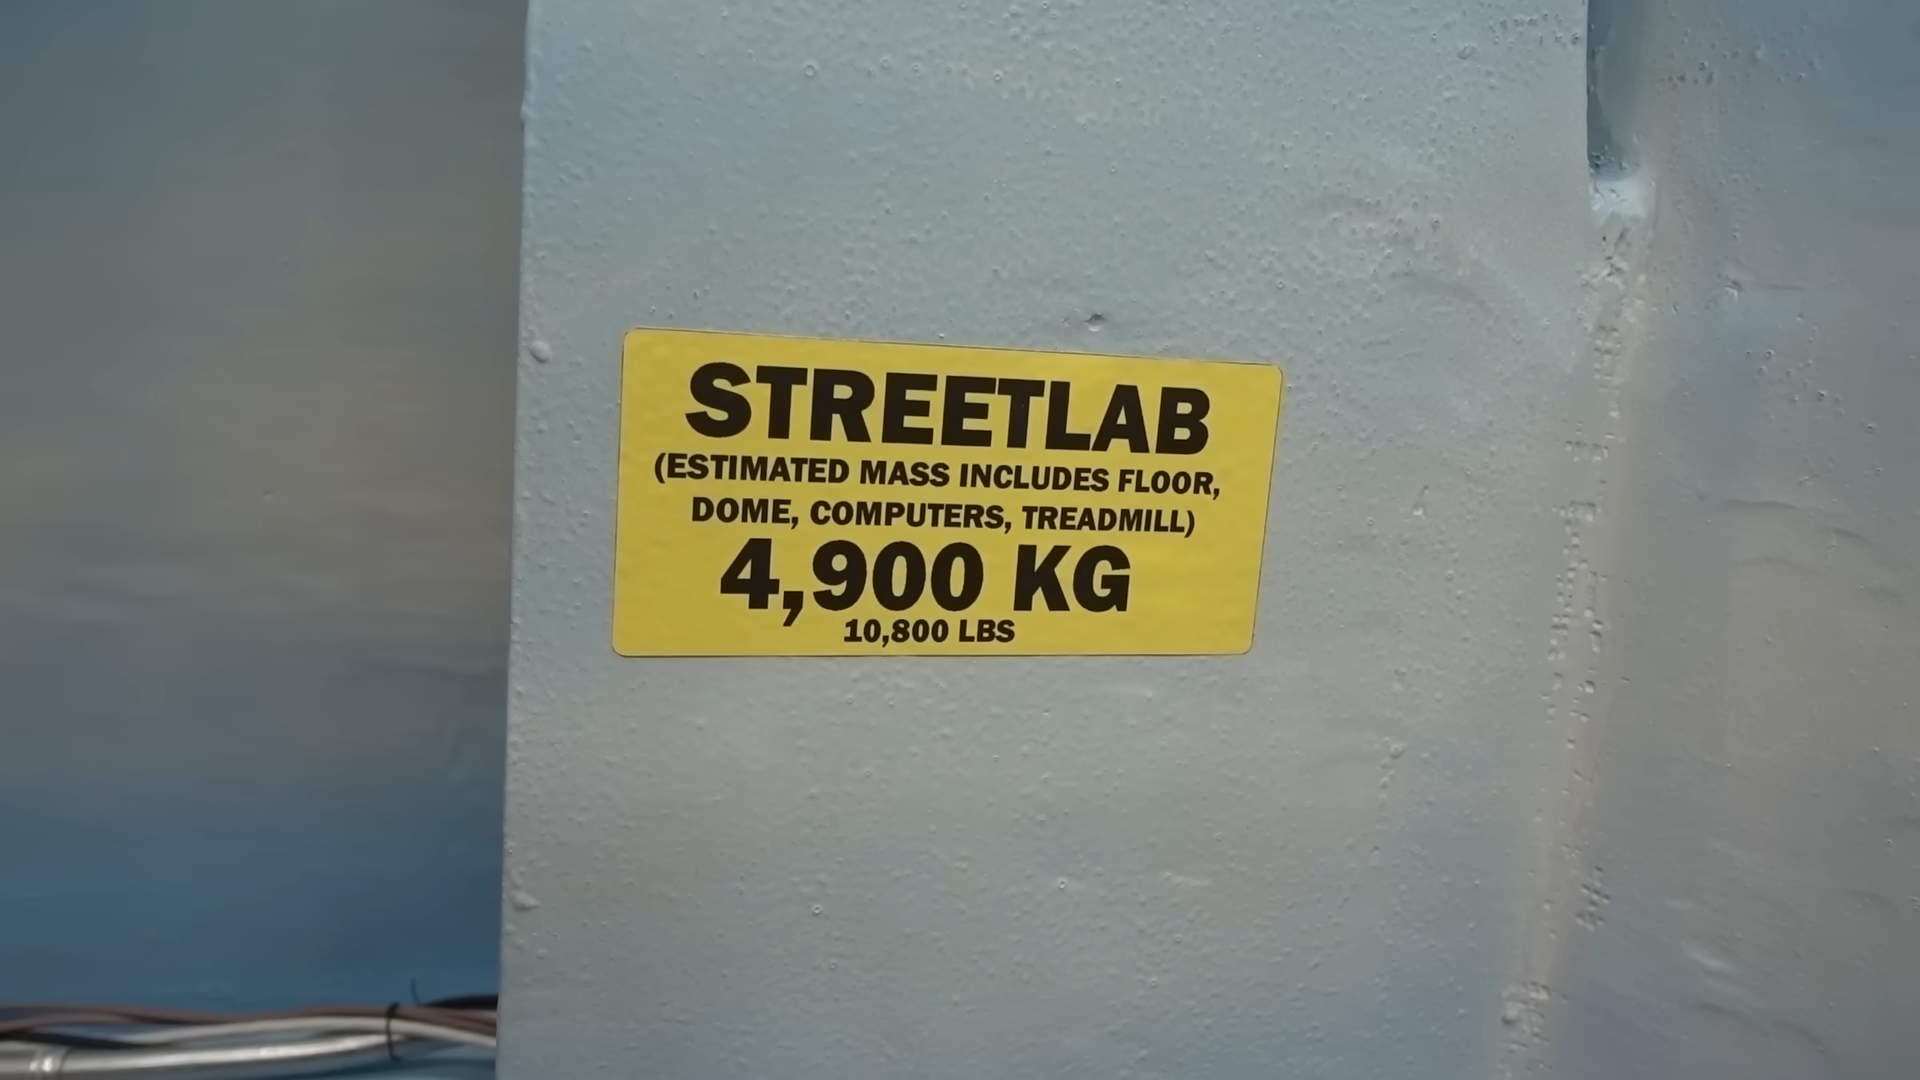 STREETLAB
(ESTIMATED MASS INCLUDES FLOOR,
DOME, COMPUTERS, TREADMILL)
4,900 KG
10,800 LBS